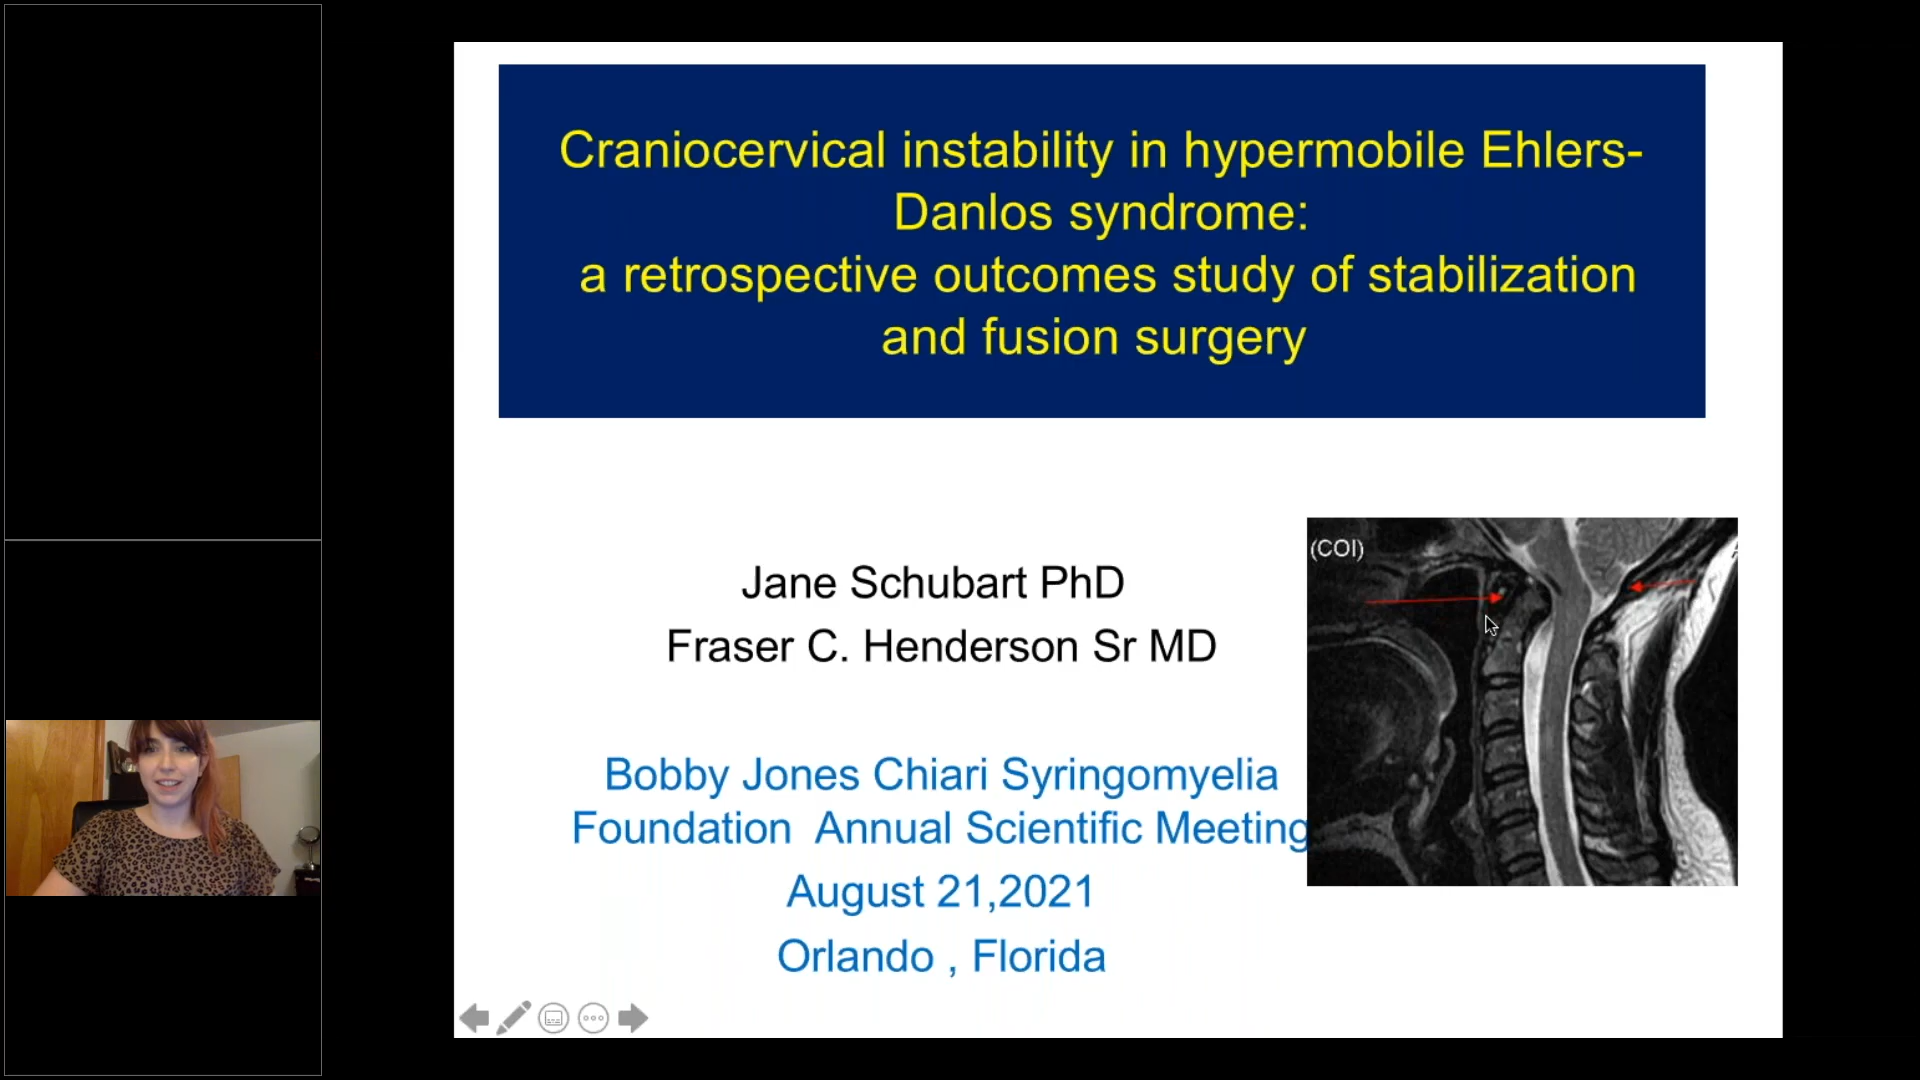 Craniocervical instability in hypermobile Ehlers-
Danlos syndrome:
a retrospective outcomes study of stabilization
and fusion surgery
Jane Schubart PhD
Fraser C. Henderson Sr MD
(COI)
Bobby Jones Chiari Syringomyelia
Foundation  Annual Scientific Meeting
August 21,2021
Orlando , Florida